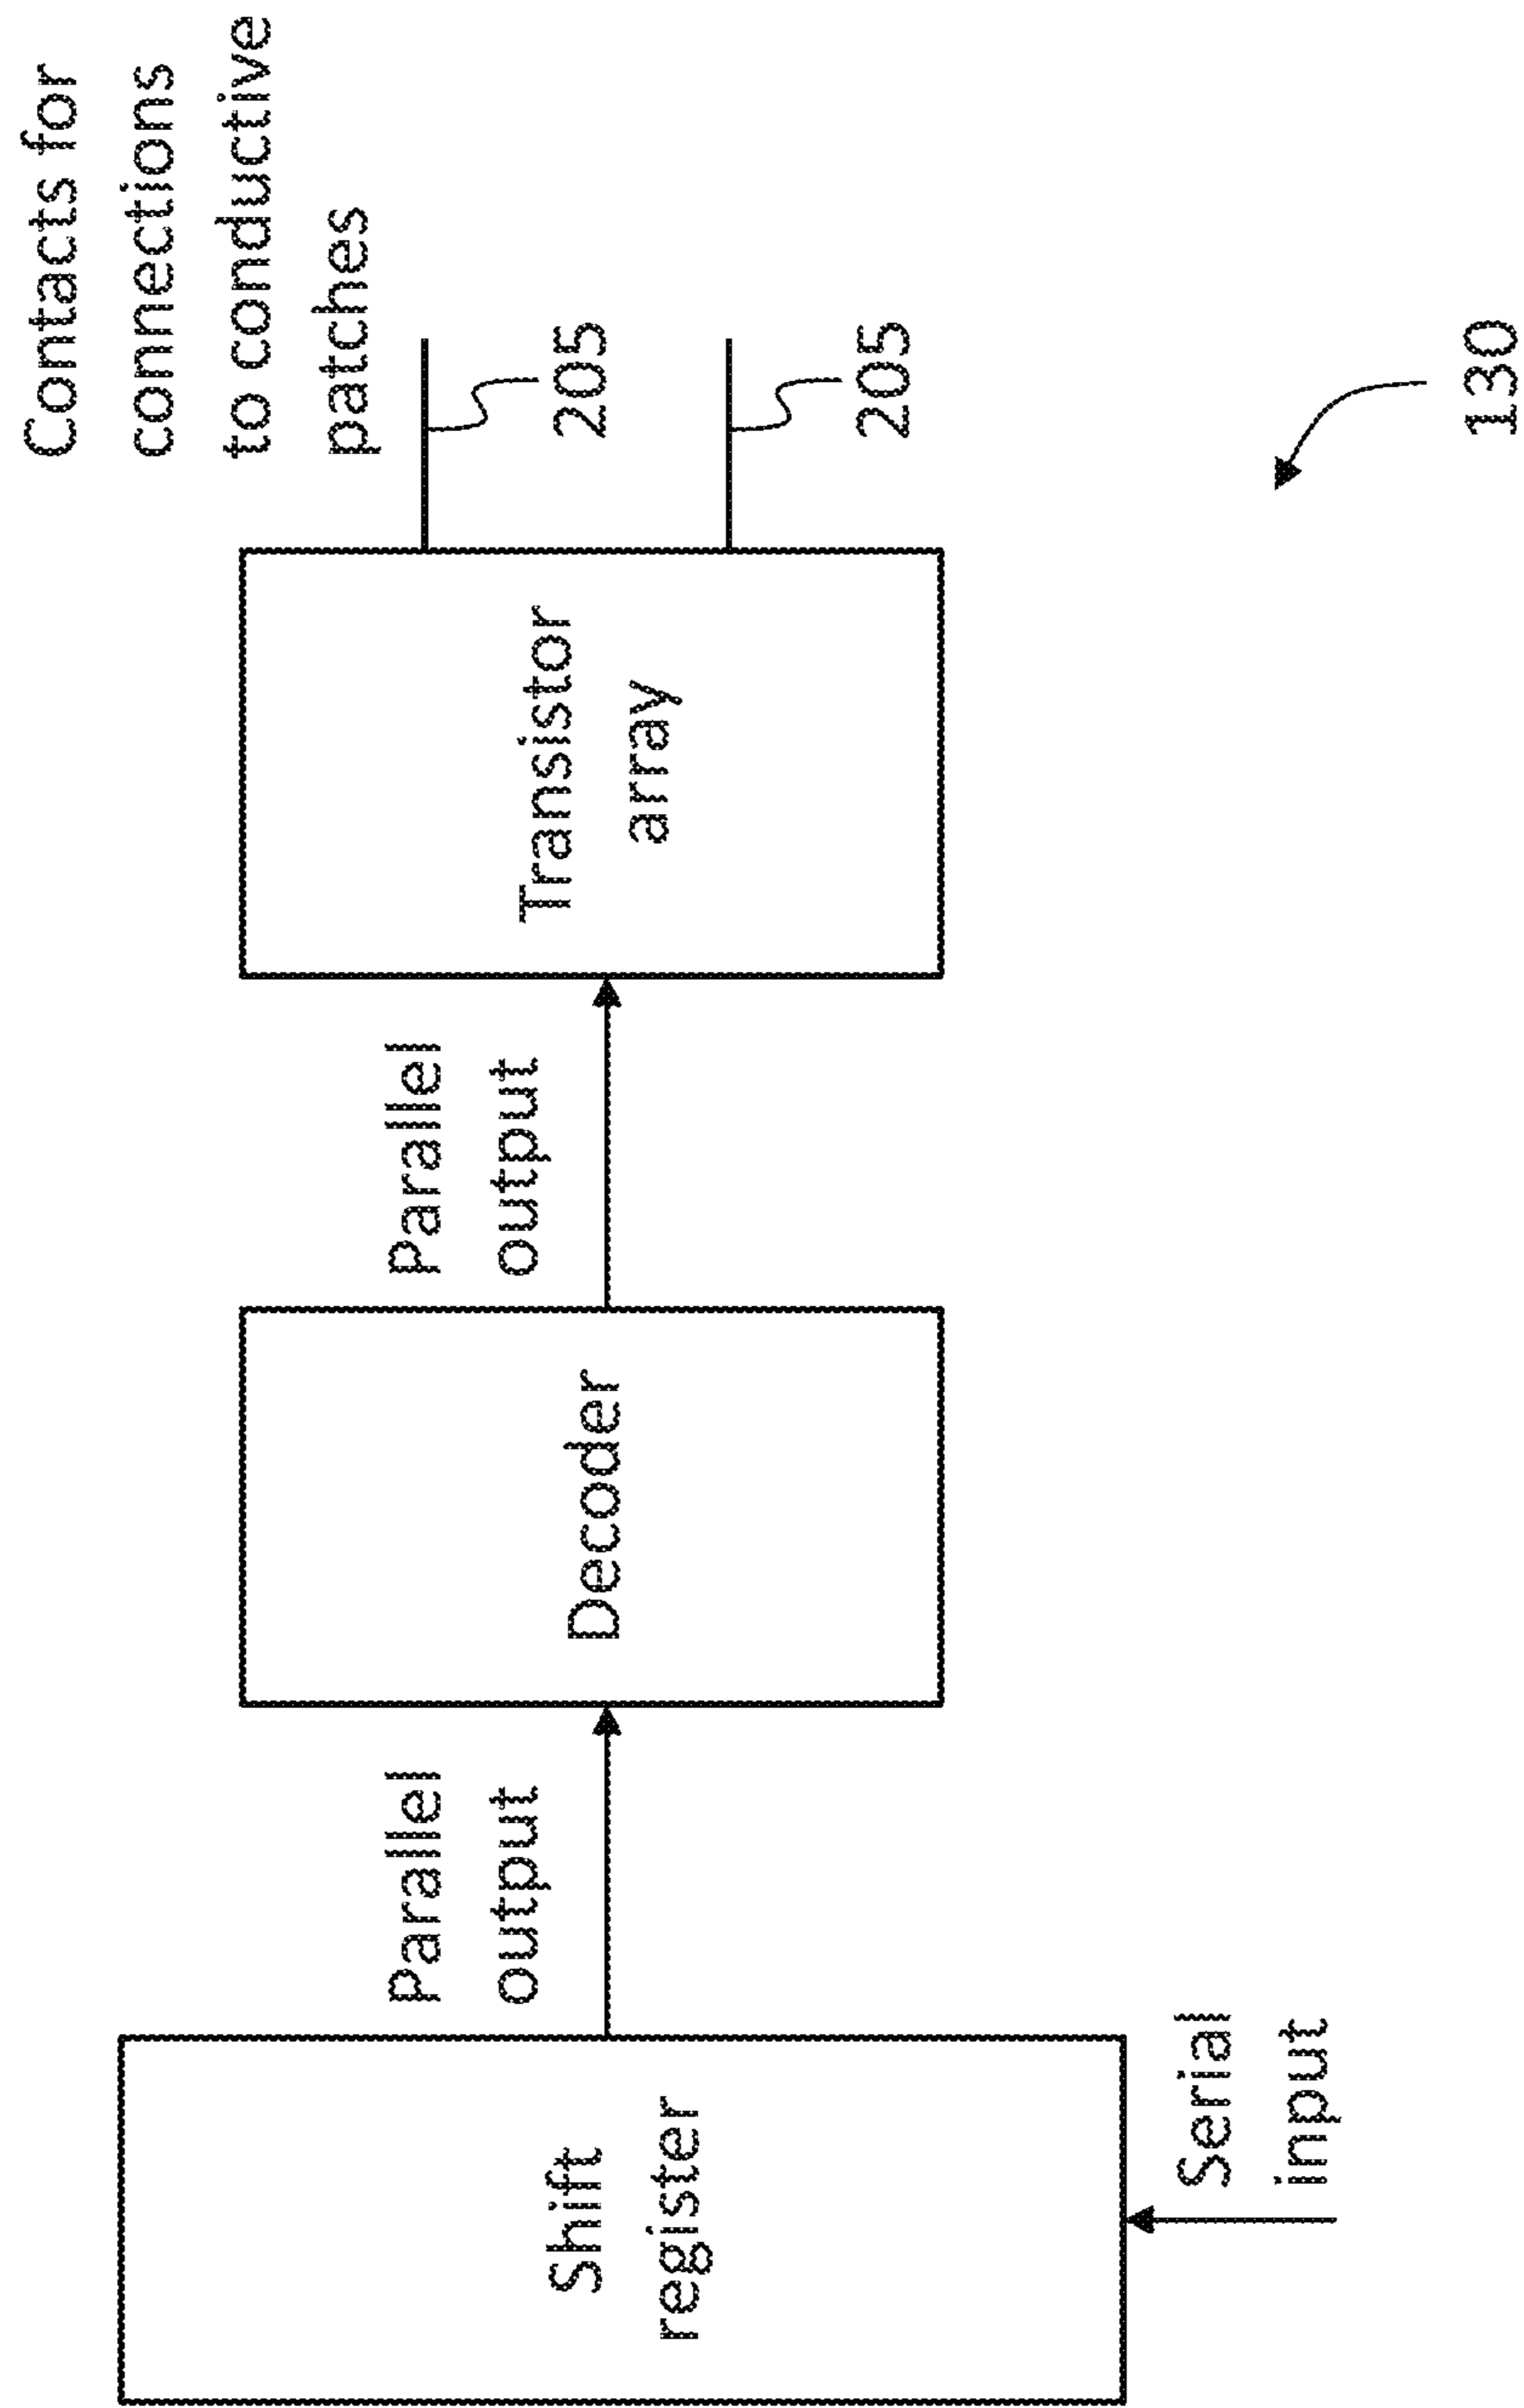 Contacts for
connections
to conductive
patches
Shift
register
Parallel
output
Decoder
Parallel
output
Transistor
array
205
205
Serial
input
130